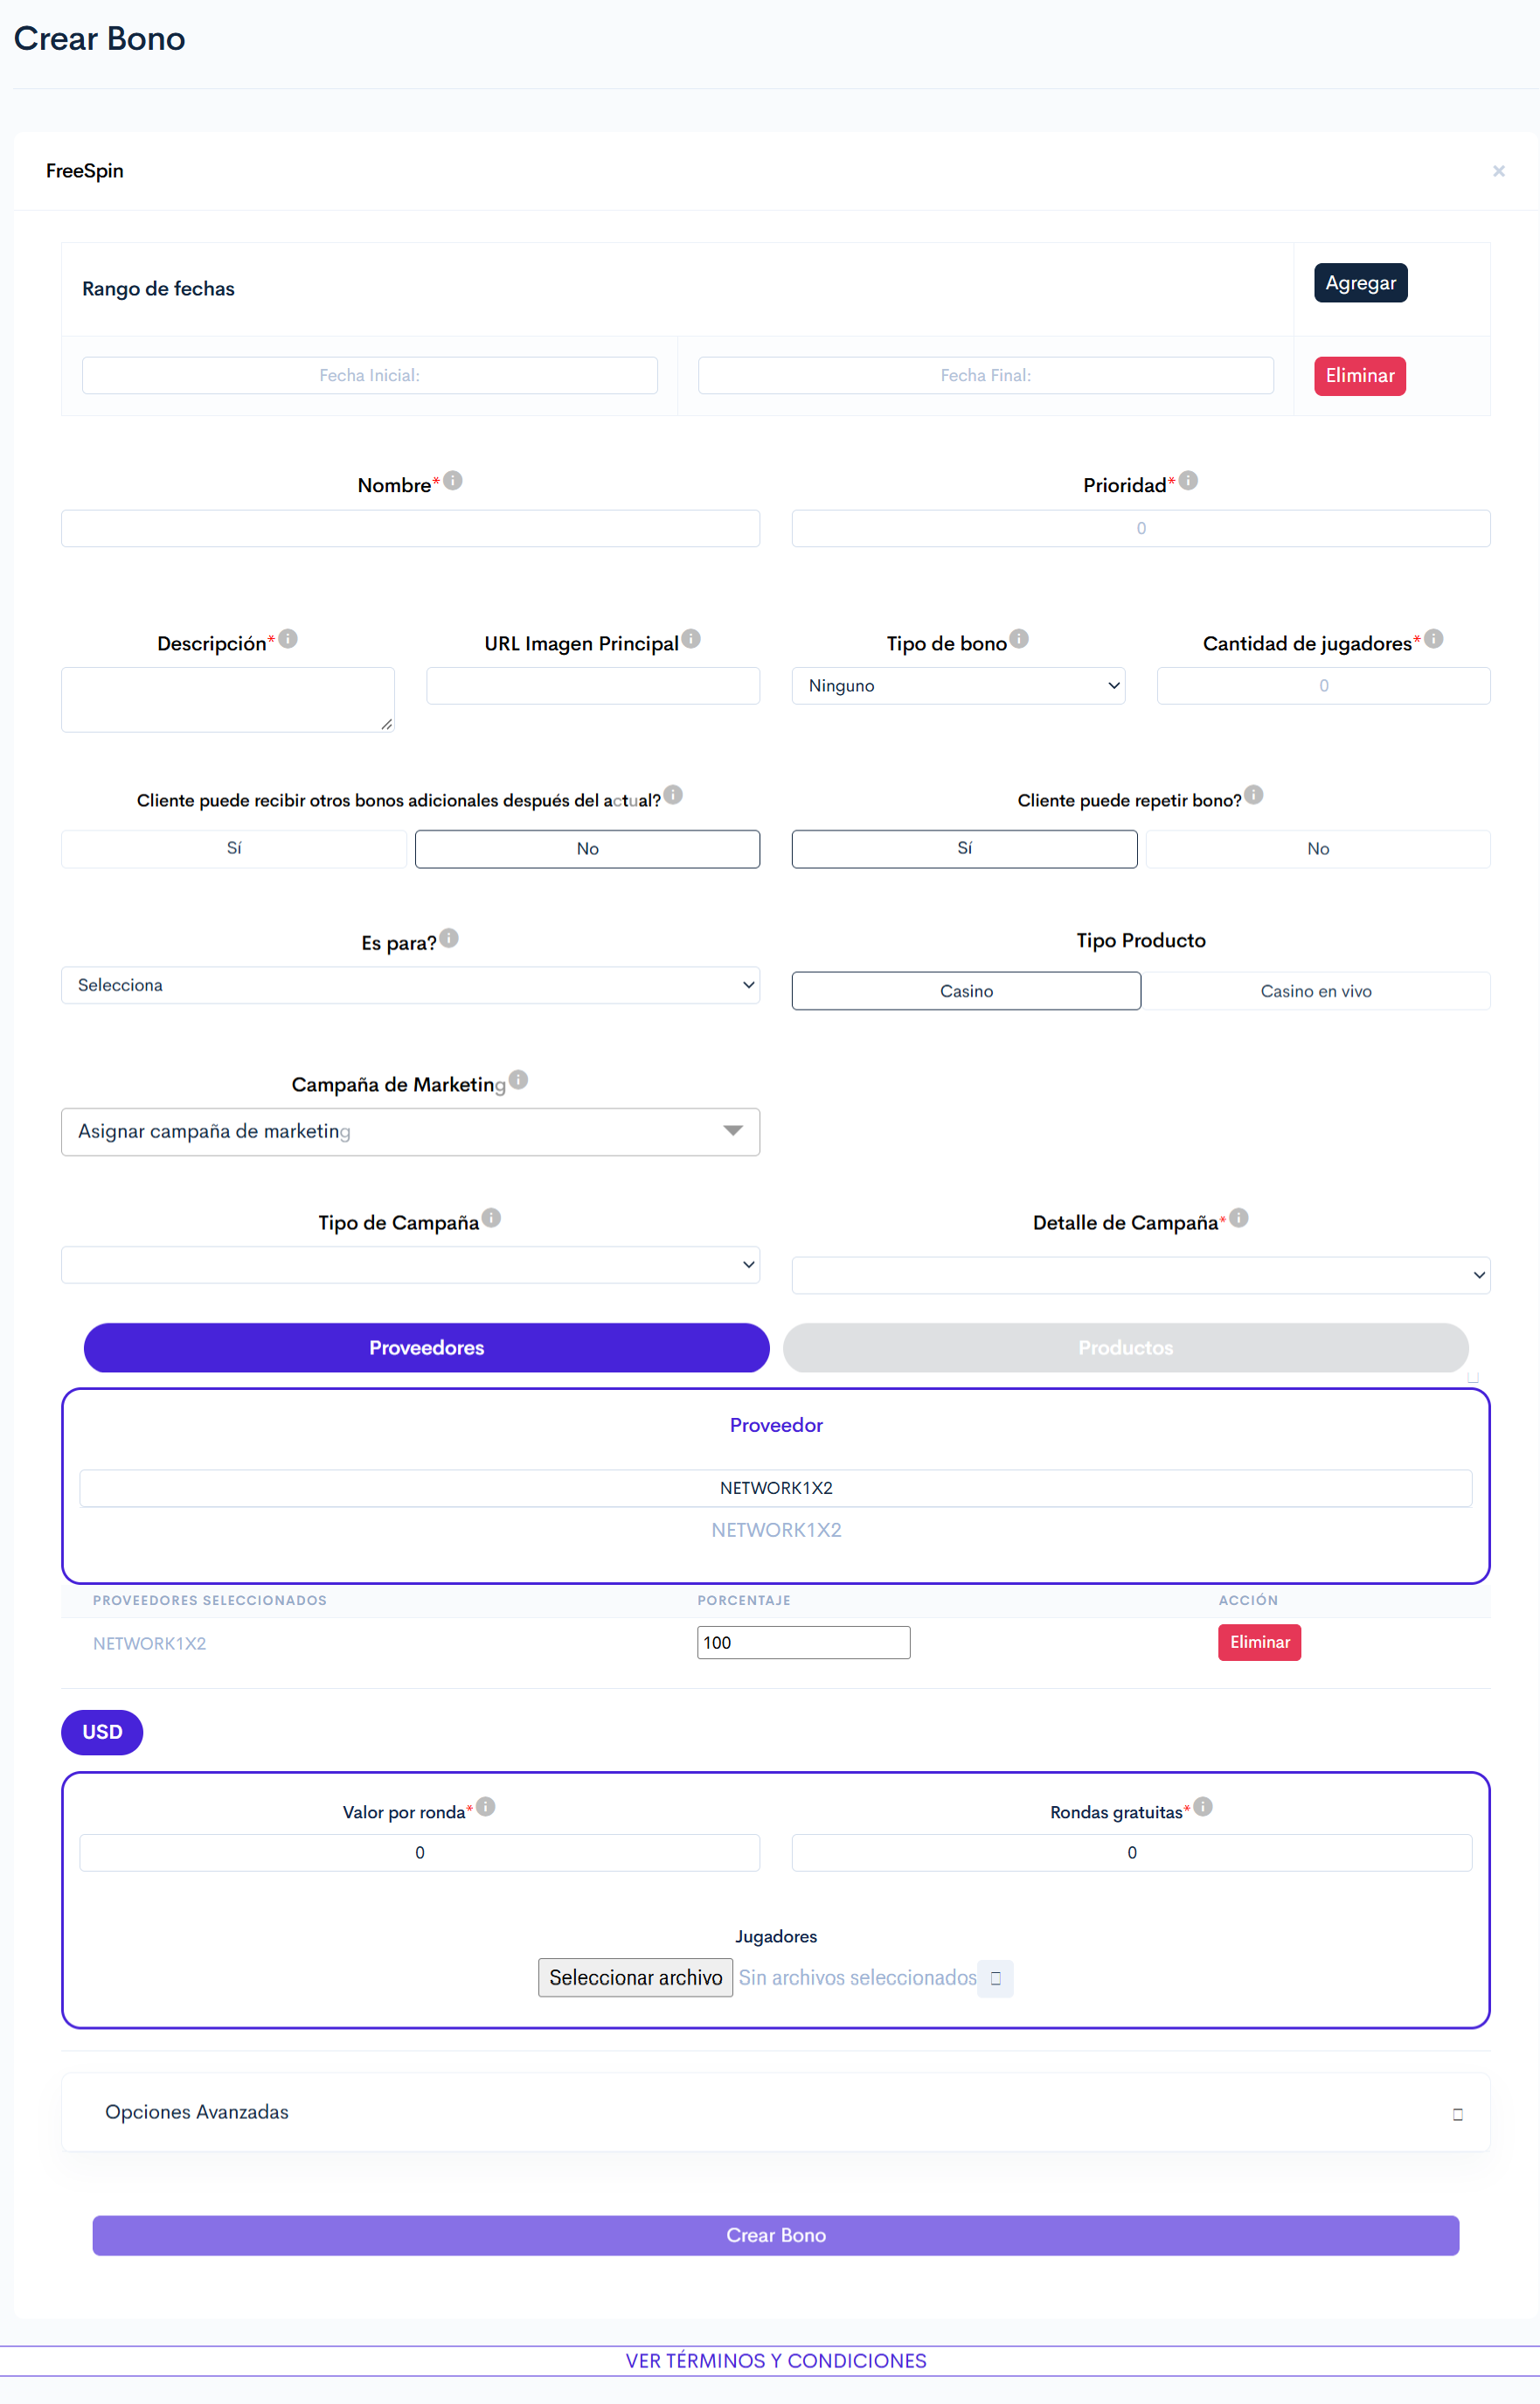 Crear Bono
FreeSpin
×
Rango de fechas
Agregar
Fecha Inicial:
Fecha Final:
Eliminar
Nombre*
Prioridad*
0
Descripción*
URL Imagen Principal
Tipo de bono
Cantidad de jugadores*
Ninguno
0
Cliente puede recibir otros bonos adicionales después del actual?
Cliente puede repetir bono?
Sí
No
Sí
No
Es para?
Tipo Producto
Selecciona
Casino
Casino en vivo
Campaña de Marketing
Asignar campaña de marketing
Tipo de Campaña
Detalle de Campaña*
Proveedores
Productos
Proveedor
NETWORK1X2
NETWORK1X2
PROVEEDORES SELECCIONADOS
PORCENTAJE
ACCIÓN
NETWORK1X2
100
Eliminar
USD
Valor por ronda*
Rondas gratuitas*
0
0
Jugadores
Seleccionar archivo
Sin archivos seleccionados
Opciones Avanzadas
Crear Bono
VER TÉRMINOS Y CONDICIONES